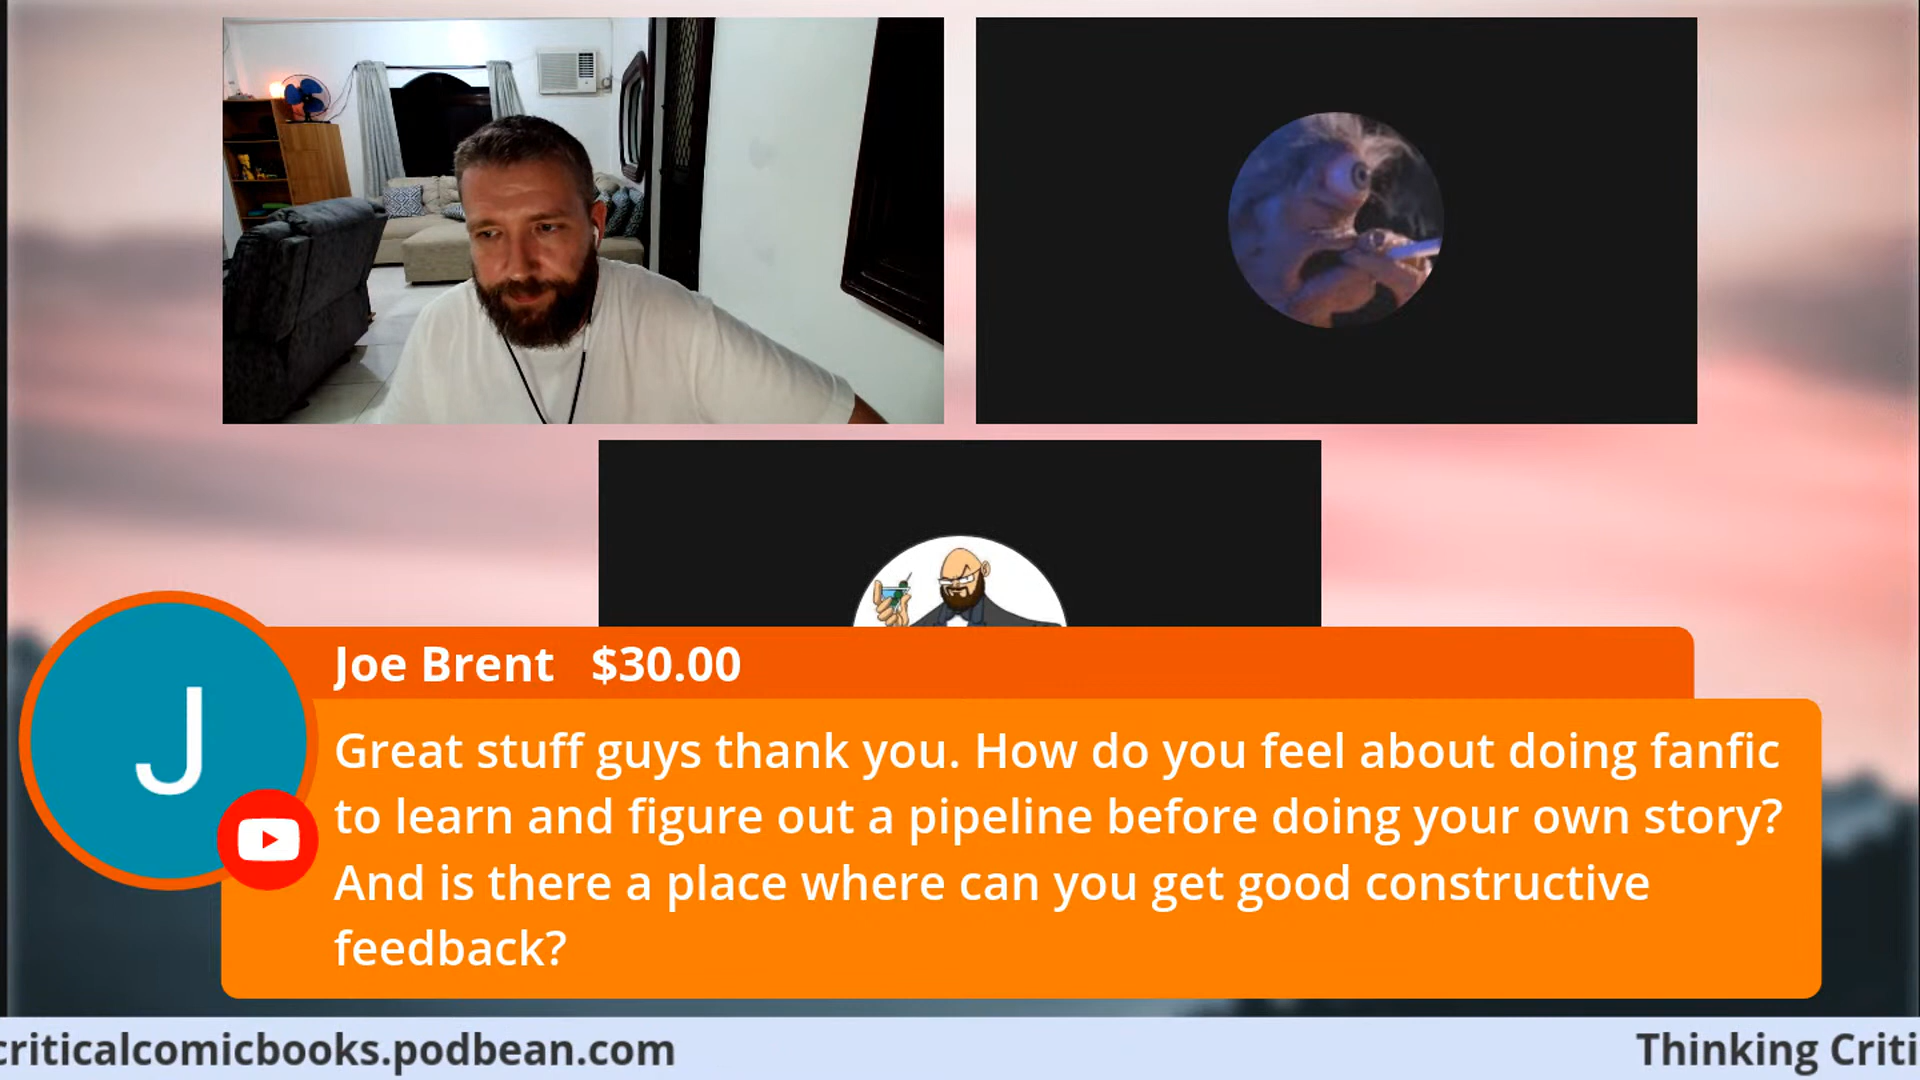 Joe Brent $30.00
J
Great stuff guys thank you. How do you feel about doing fanfic
to learn and figure out a pipeline before doing your own story?
And is there a place where can you get good constructive
feedback?
criticalcomicbooks.podbean.com
Thinking Criti